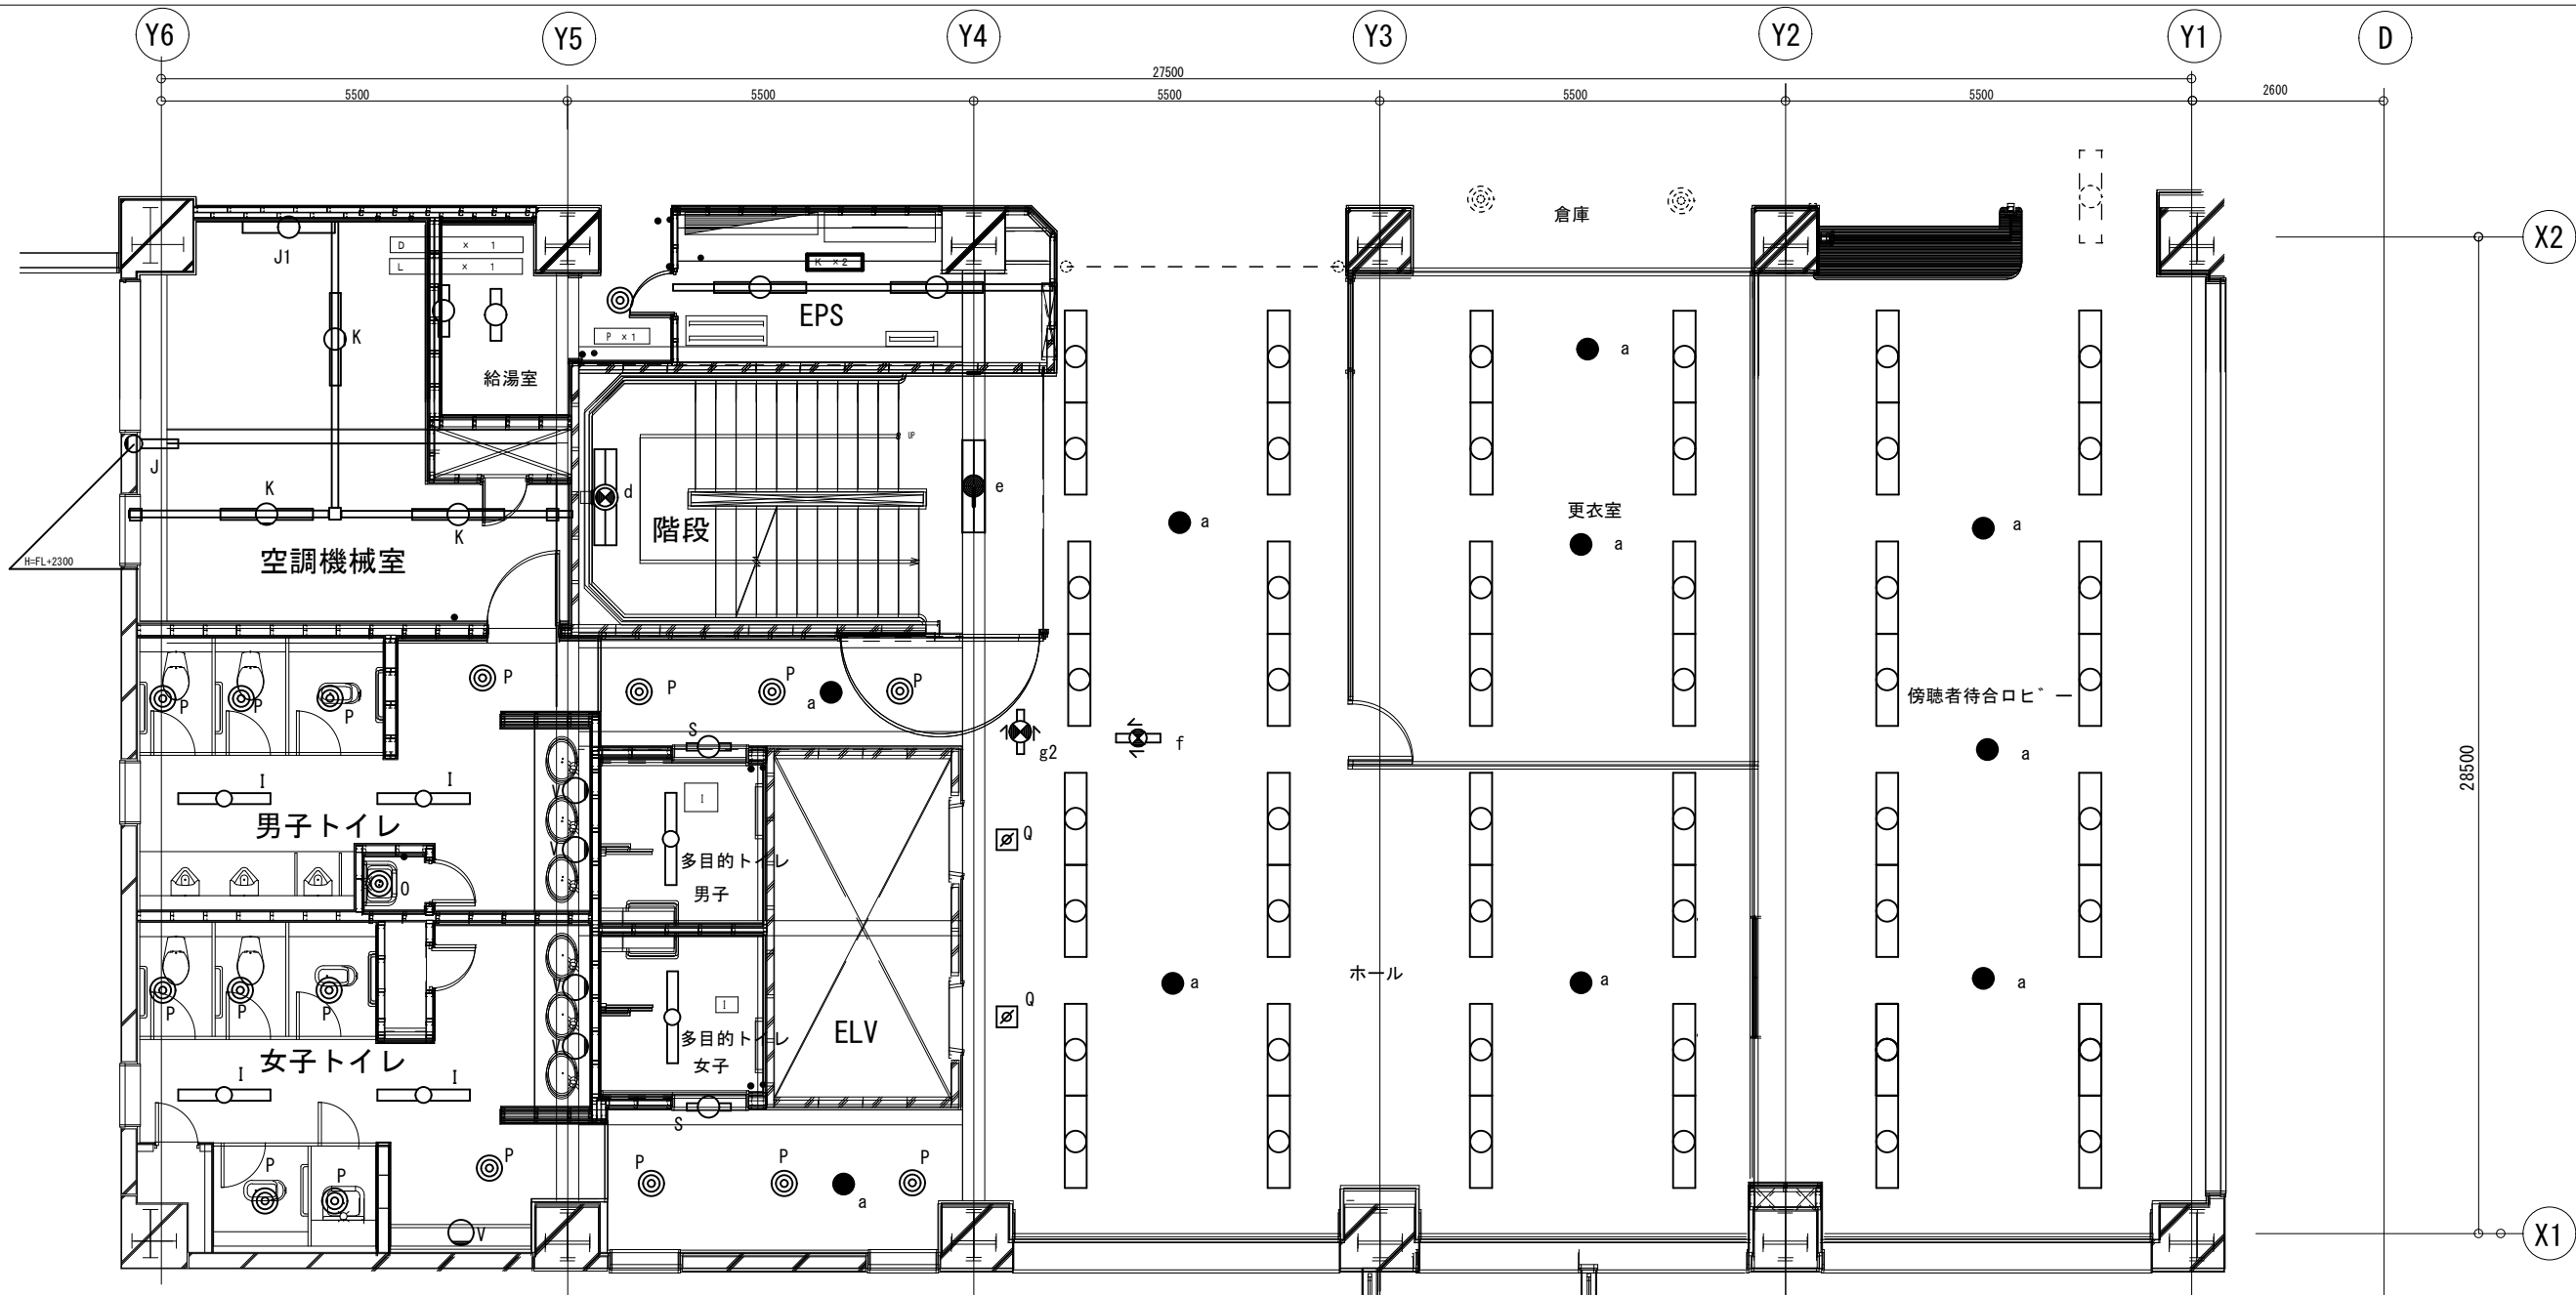 Y6 Y5 Y4 Y3 Y2 Y1 D
27500
5500 5500 5500 5500 5500 2600
倉庫
X2
J1
D × 1
L × 1
K ×2
K
EPS
P × 1
給湯室
a
UP
J
K
K
d
e
階段
a
更衣室
a
a
H=FL+2300
空調機械室
P
P
P
P
P
P
P
a
傍聴者待合ロビー
S
g2
f
a
28500
I
I
V
I
男子トイレ
Q
V
多目的トイレ
男子
O
ホール
a
a
a
P
P
P
V
I
Q
女子トイレ
V
多目的トイレ
女子
ELV
I
I
S
P
P
P
P
P
P
a
V
X1